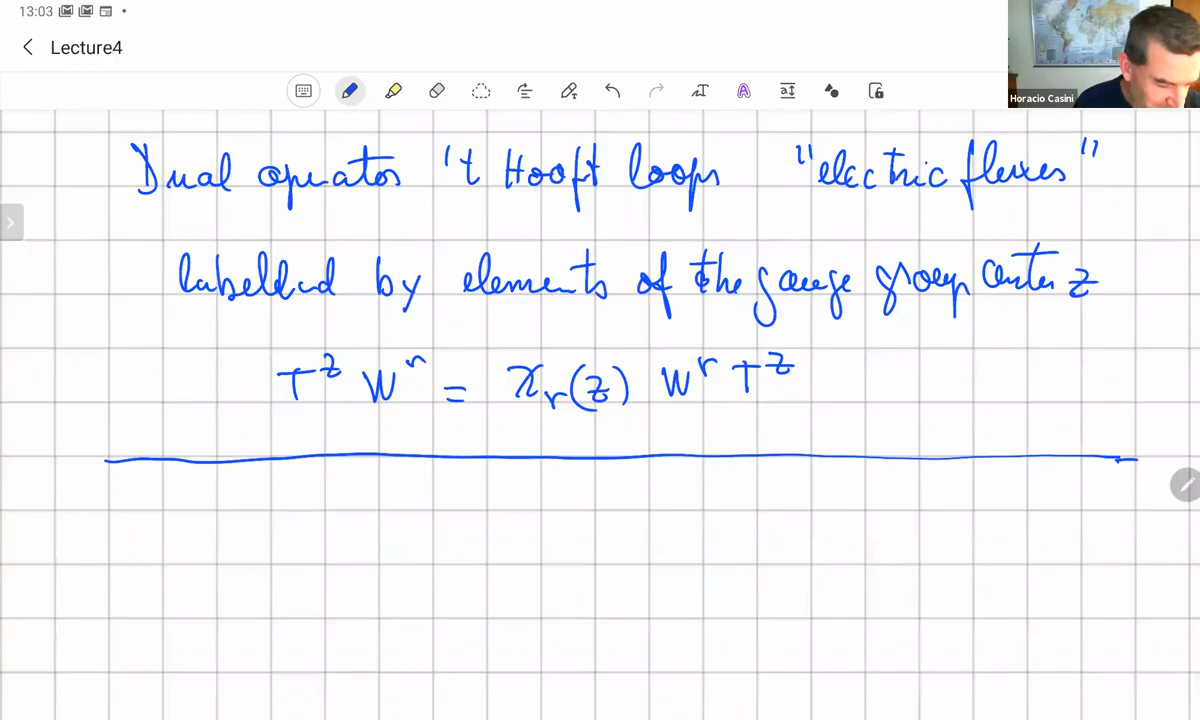 13:03
Lecture4
Horacio Casini
Dual operator 't Hooft loops "electric fluxes"
labelled by elements of the gauge group center z
T^z W^r = χ_r(z) W^r T^z